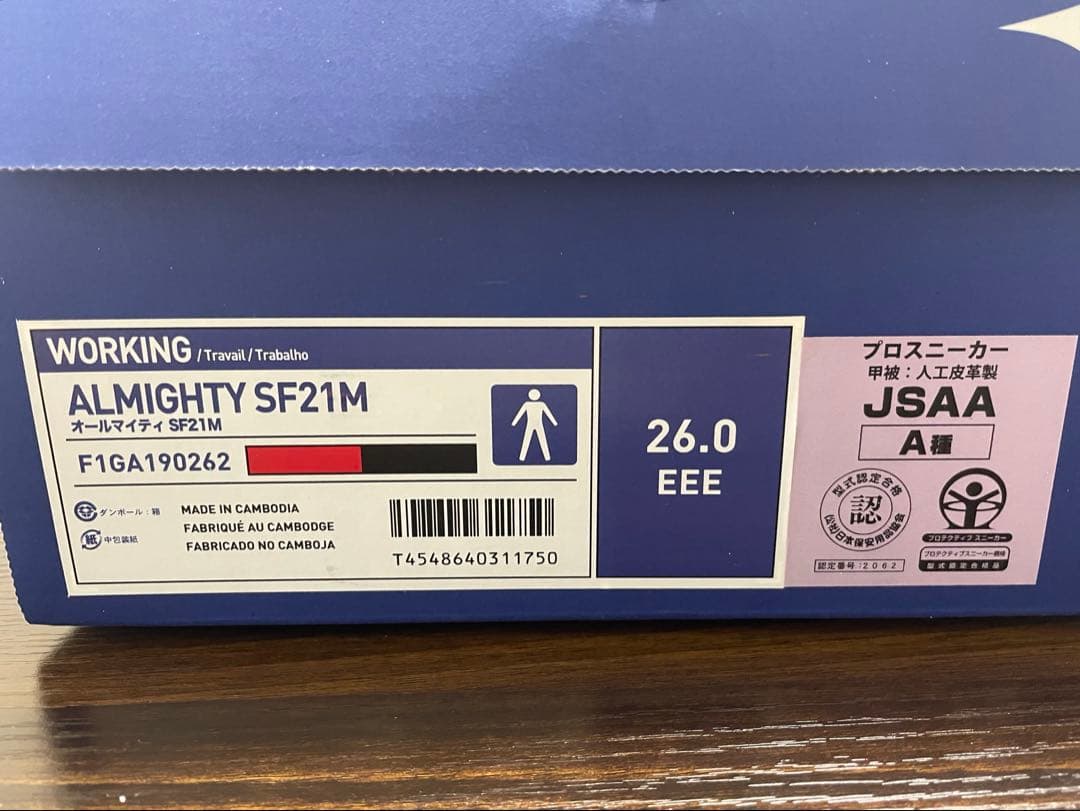 WORKING / Travail / Trabalho
ALMIGHTY SF21M
オールマイティ SF21M
F1GA190262
ダンボール：箱
紙 中包装紙
MADE IN CAMBODIA
FABRIQUÉ AU CAMBODGE
FABRICADO NO CAMBOJA
T4548640311750
26.0
EEE
プロスニーカー
甲被：人工皮革製
JSAA
A種
型式認定合格
認
(公社)日本保安用品協会
認定番号：2062
プロテクティブ スニーカー
プロテクティブスニーカー規格
型式認定合格品